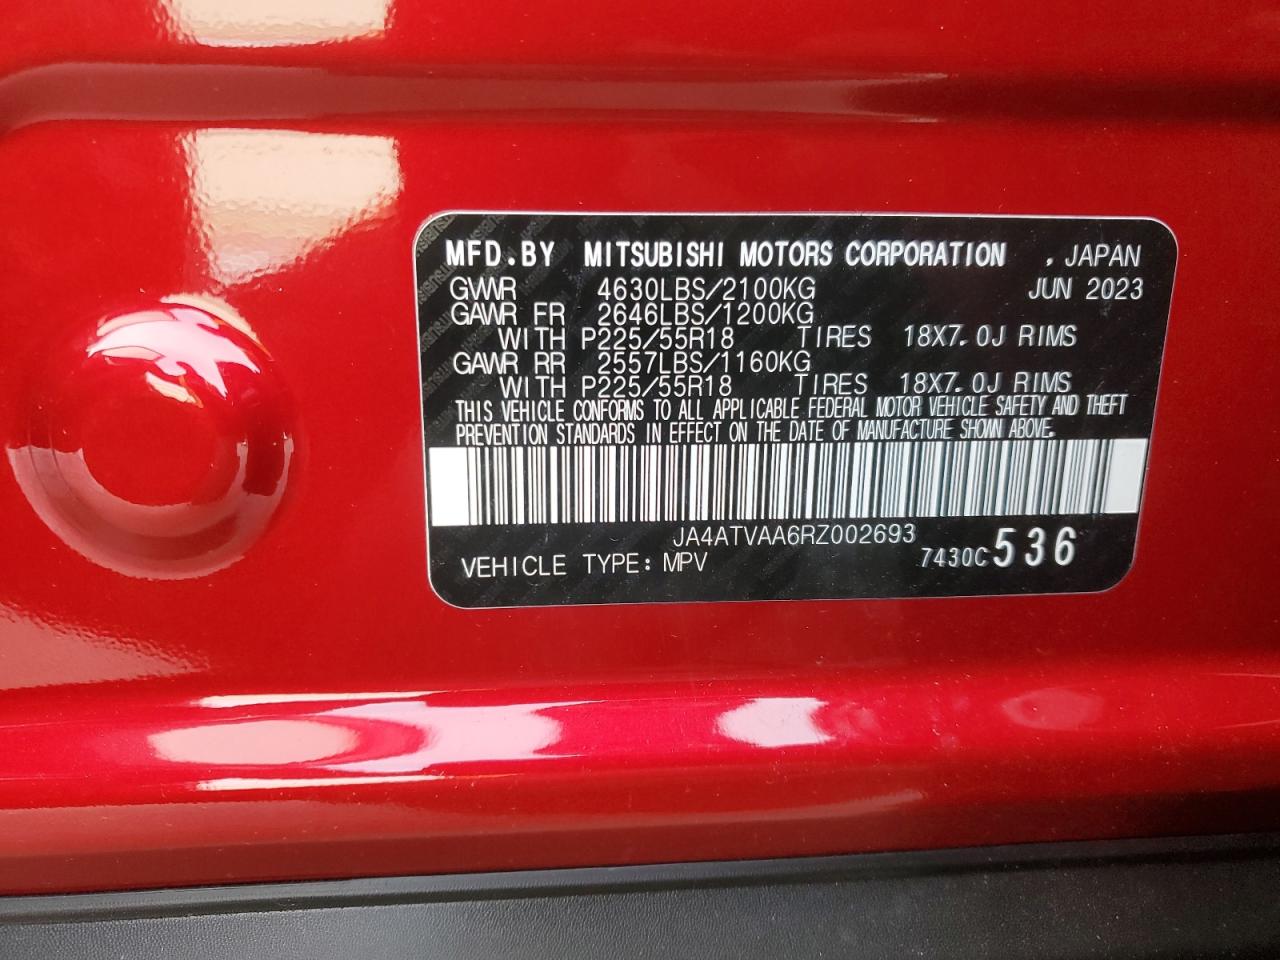 MFD.BY MITSUBISHI MOTORS CORPORATION , JAPAN
GVWR 4630LBS/2100KG JUN 2023
GAWR FR 2646LBS/1200KG
WITH P225/55R18 TIRES 18X7.0J RIMS
GAWR RR 2557LBS/1160KG
WITH P225/55R18 TIRES 18X7.0J RIMS
THIS VEHICLE CONFORMS TO ALL APPLICABLE FEDERAL MOTOR VEHICLE SAFETY AND THEFT
PREVENTION STANDARDS IN EFFECT ON THE DATE OF MANUFACTURE SHOWN ABOVE.
JA4ATVAA6RZ002693
VEHICLE TYPE: MPV 7430C 536